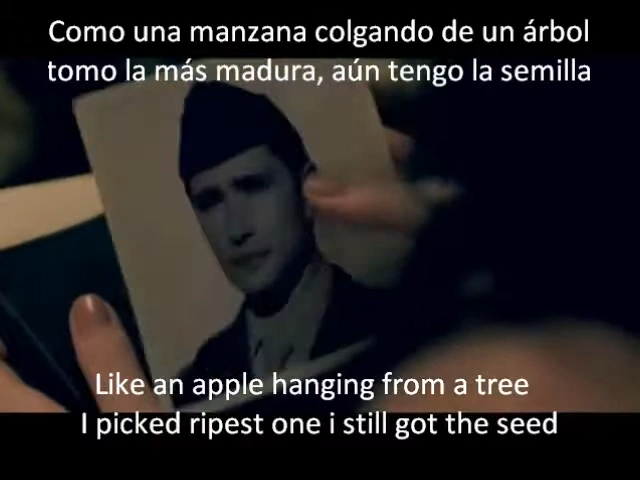 Como una manzana colgando de un árbol
tomo la más madura, aún tengo la semilla
Like an apple hanging from a tree
I picked ripest one i still got the seed